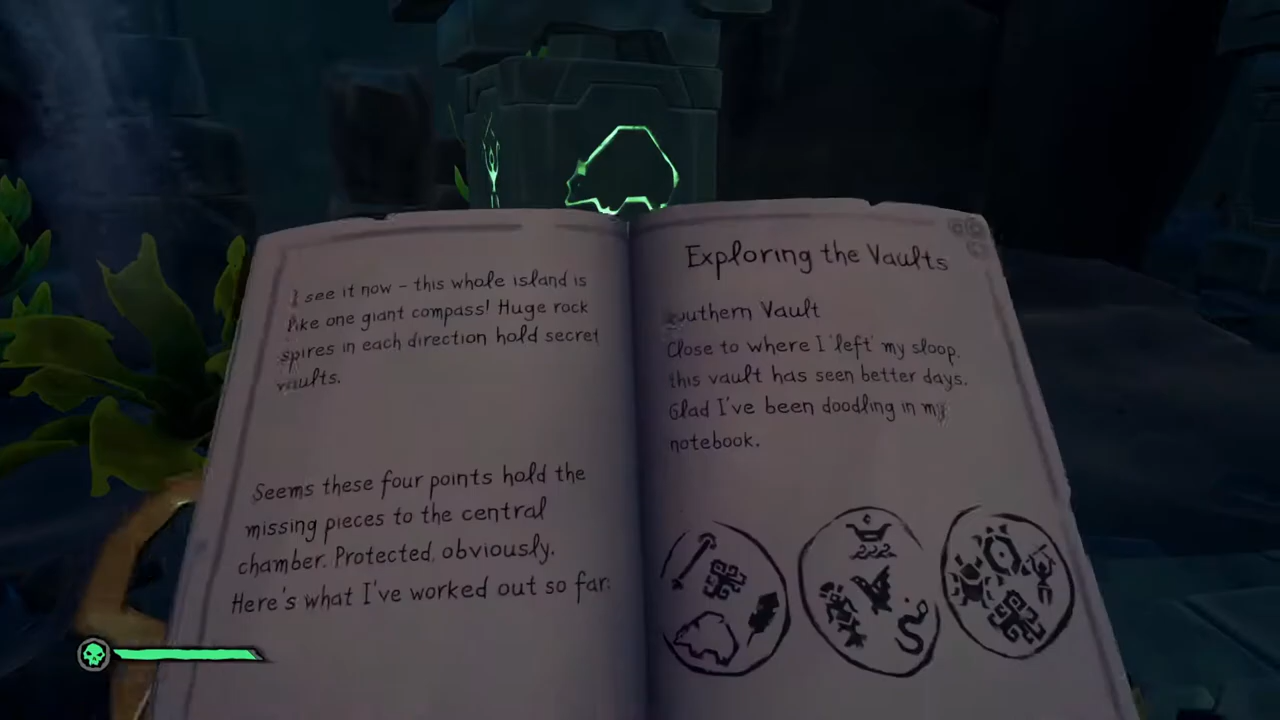 I see it now - this whole island is
like one giant compass! Huge rock
spires in each direction hold secret
vaults.
Seems these four points hold the
missing pieces to the central
chamber. Protected, obviously.
Here's what I've worked out so far:
Exploring the Vaults
Southern Vault
Close to where I left my sloop,
this vault has seen better days.
Glad I've been doodling in my
notebook.